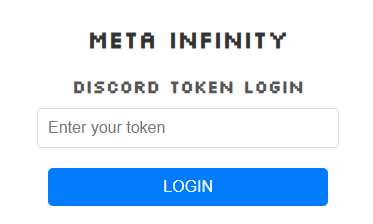 META INFINITY
DISCORD TOKEN LOGIN
Enter your token
LOGIN